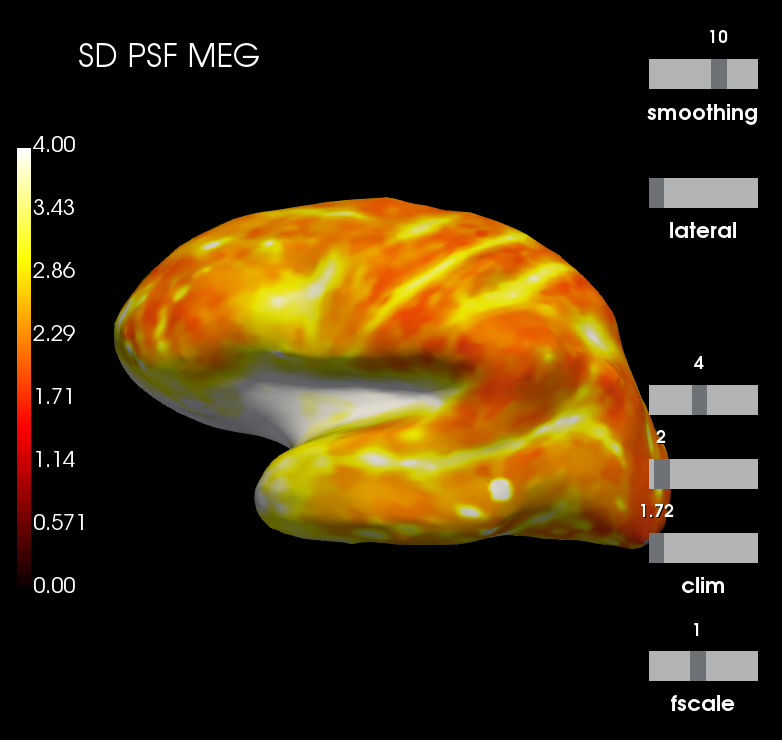 SD PSF MEG
4.00
3.43
2.86
2.29
1.71
1.14
0.571
0.00
10
smoothing
lateral
4
2
1.72
clim
1
fscale